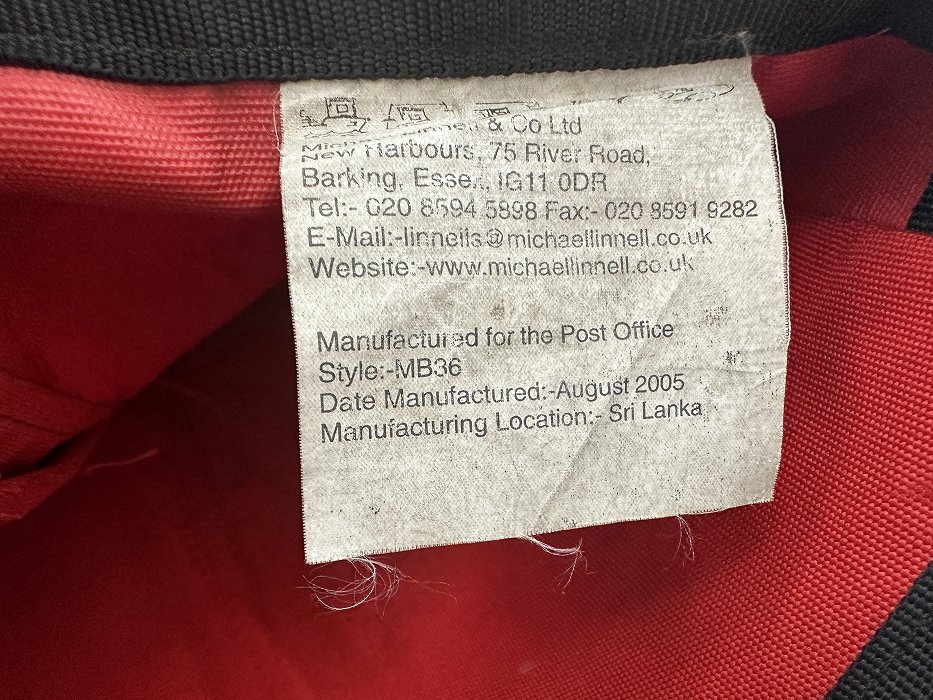 & Co Ltd
New Harbours, 75 River Road,
Barking, Essex, IG11 0DR
Tel:- 020 8594 5898 Fax:- 020 8591 9282
E-Mail:-linnells@michaellinnell.co.uk
Website:-www.michaellinnell.co.uk
Manufactured for the Post Office
Style:-MB36
Date Manufactured:-August 2005
Manufacturing Location:- Sri Lanka